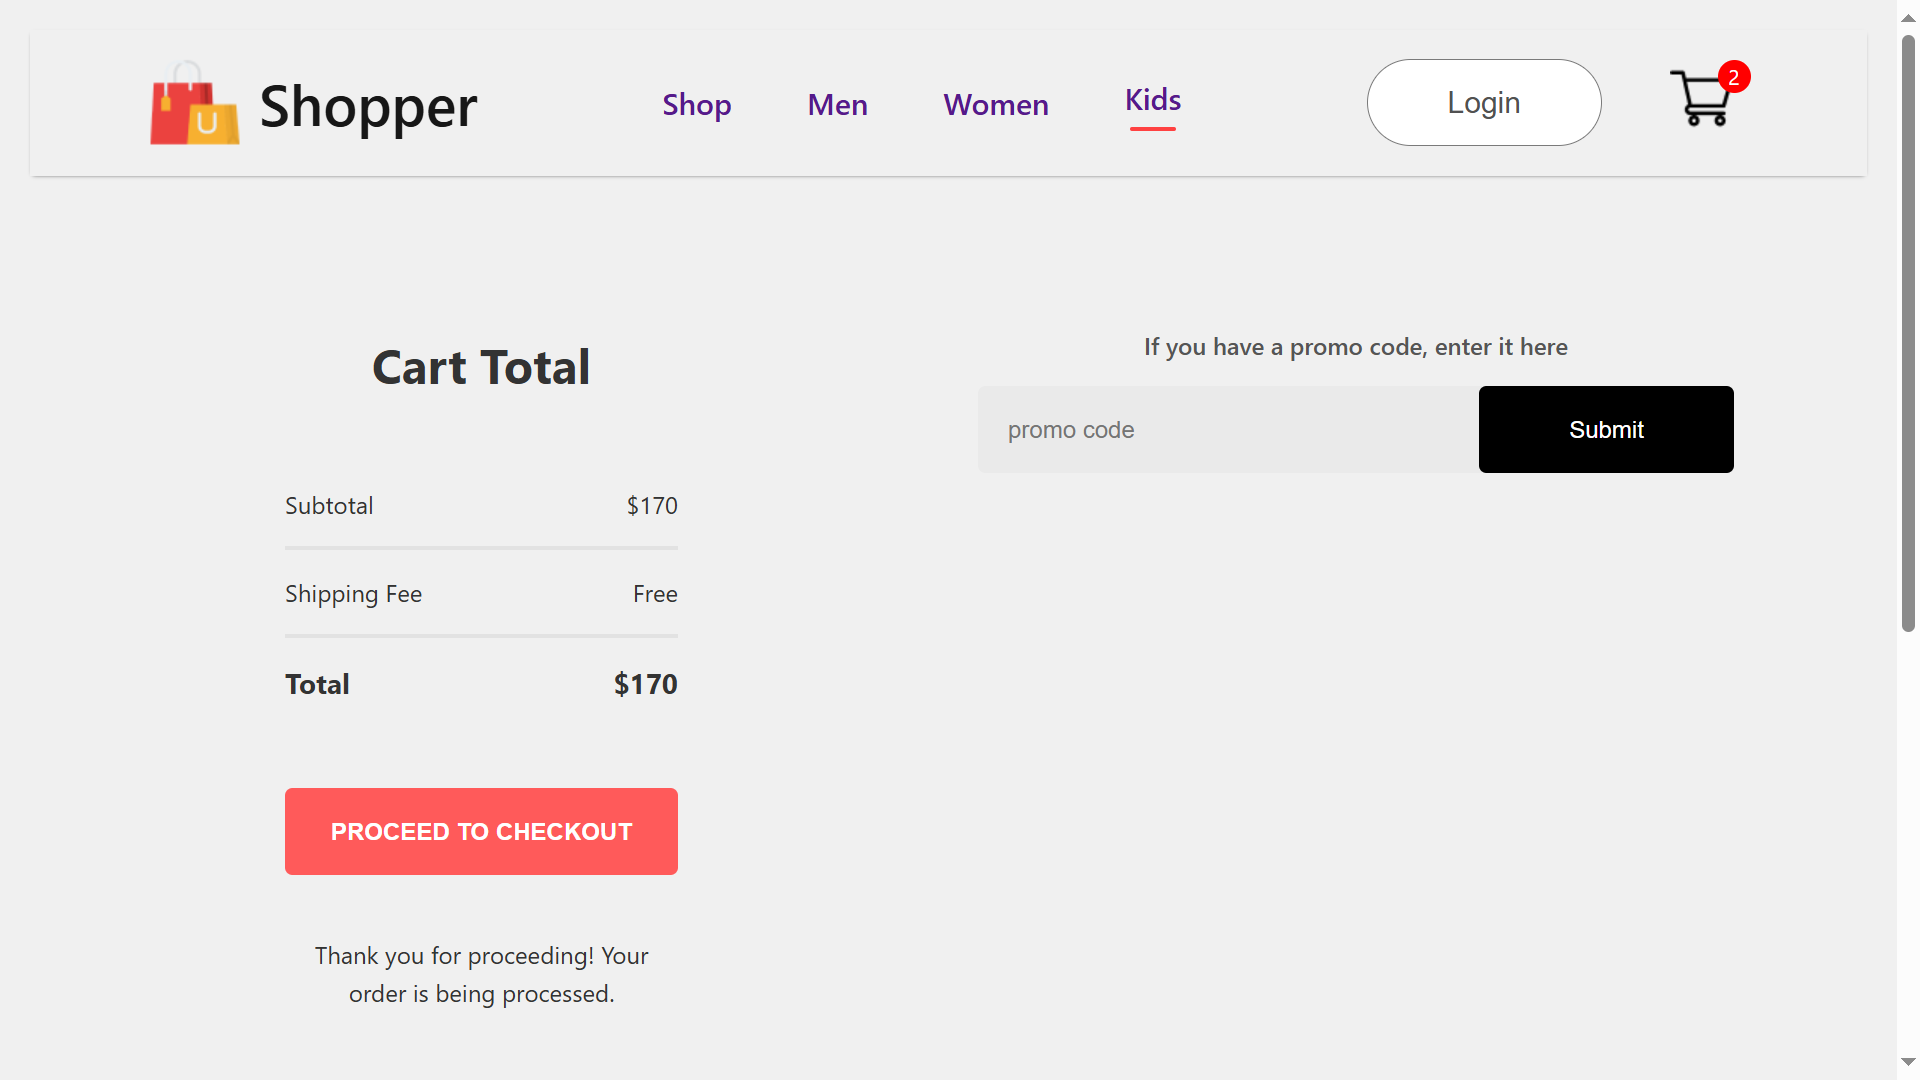 Shopper
Shop
Men
Women
Kids
Login
2
Cart Total
Subtotal $170
Shipping Fee Free
Total $170
PROCEED TO CHECKOUT
Thank you for proceeding! Your
order is being processed.
If you have a promo code, enter it here
promo code
Submit